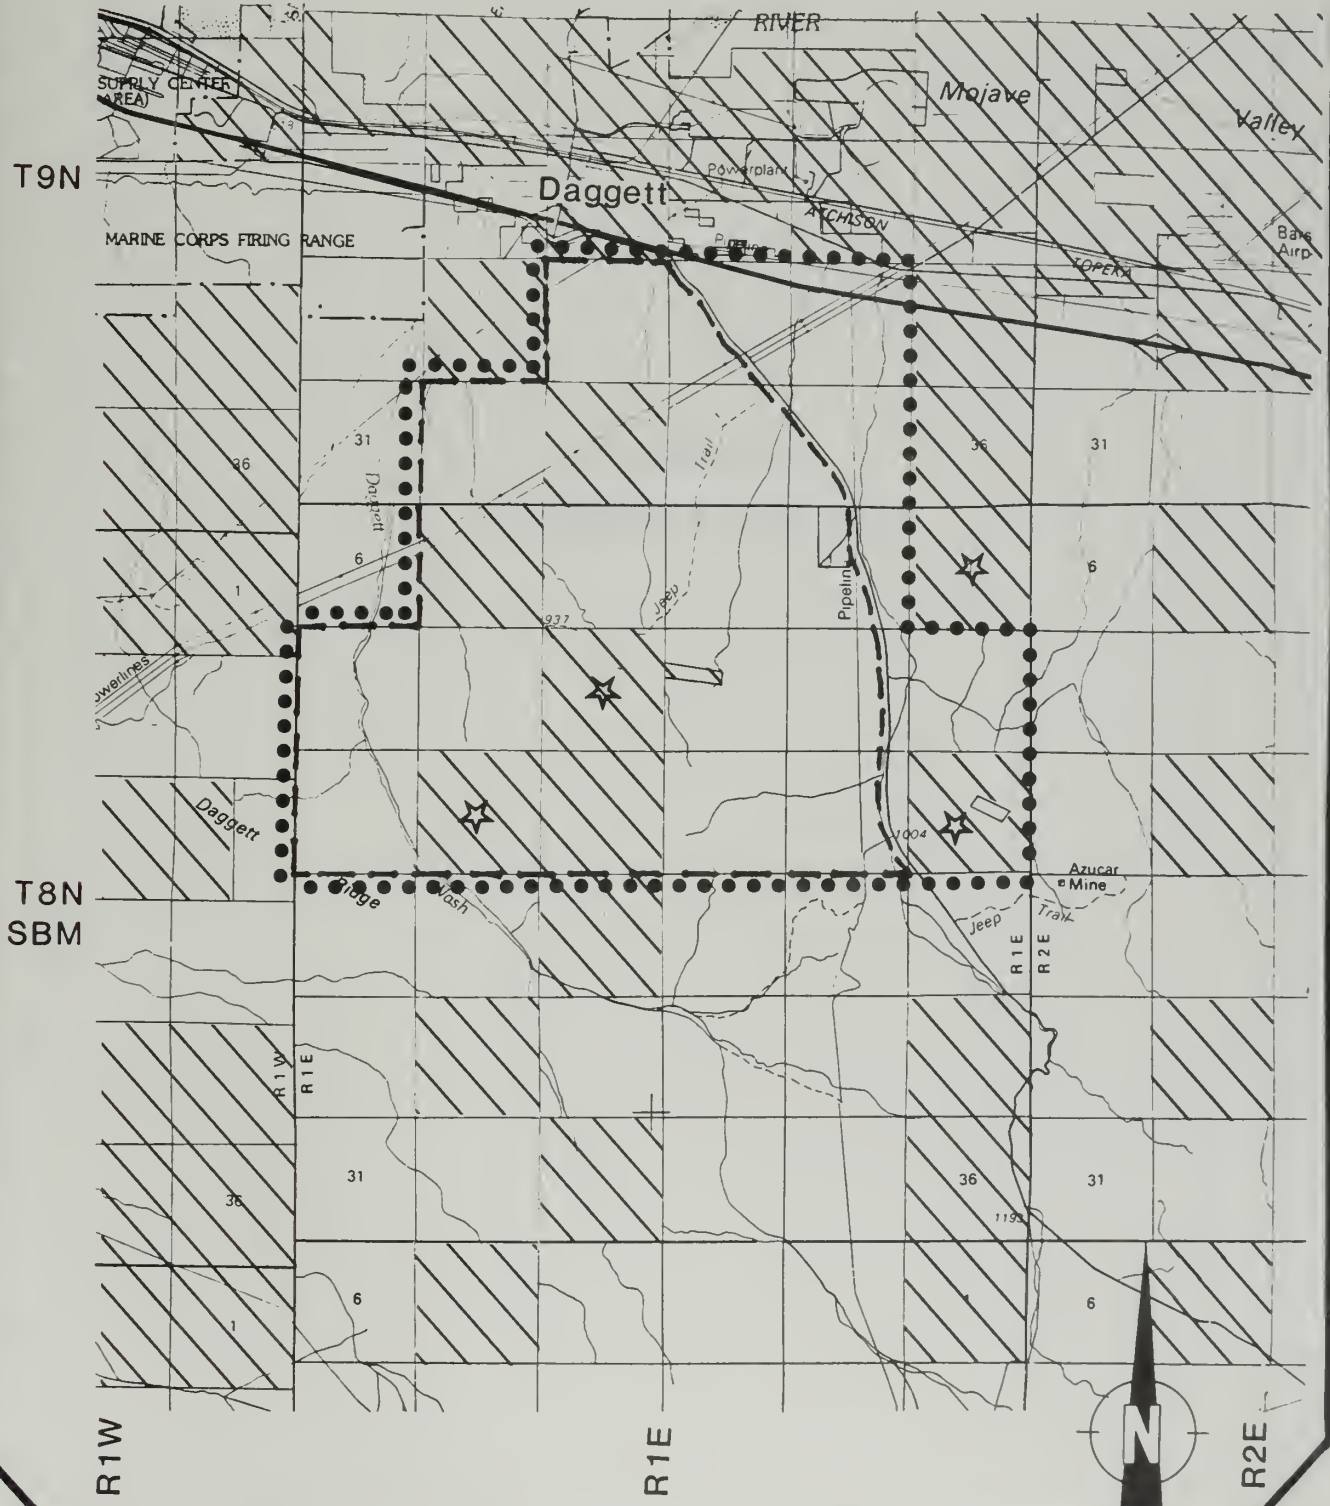 RIVER
SUPPLY CENTER
AREA)
Mojave
Valley
T9N
Powerplant
Daggett
ATCHISON
MARINE CORPS FIRING RANGE
Pipeline
TOPEKA
Airp
31
36
36
31
Trail
Daggett
6
6
1
Jeep
Pipeline
937
owerlines
Daggett
1004
Azucar
Mine
T8N
SBM
Ridge
Wash
Jeep
Trail
R1E
R2E
R1W
R1E
31
36
36
31
1193
6
1
6
R1W
R1E
N
R2E